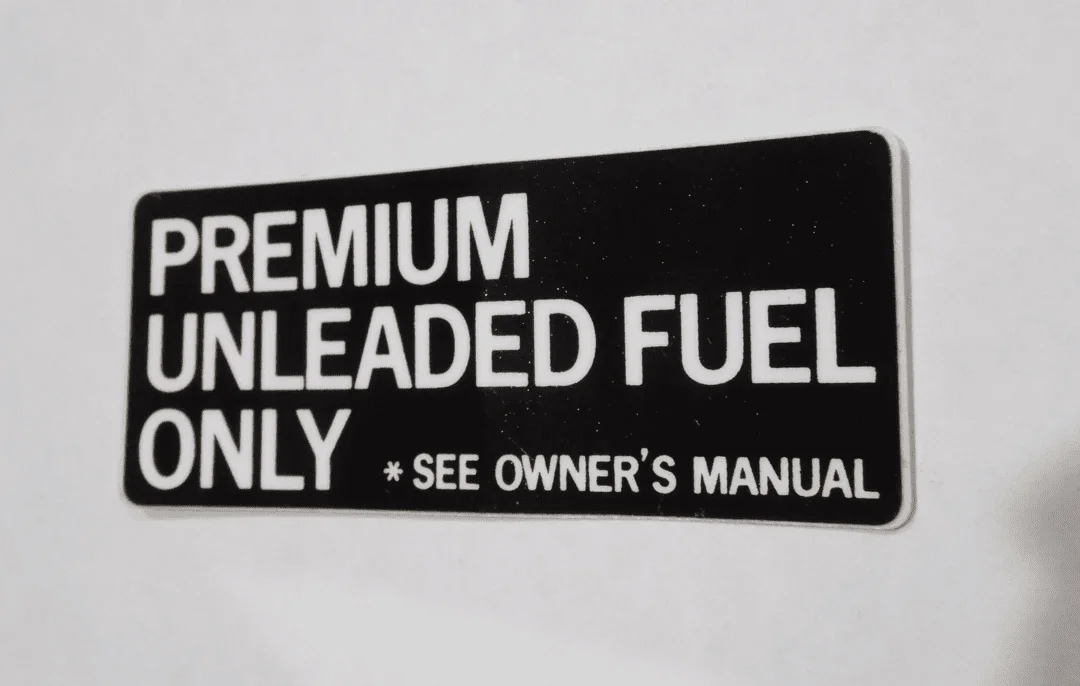 PREMIUM
UNLEADED FUEL
ONLY *SEE OWNER'S MANUAL